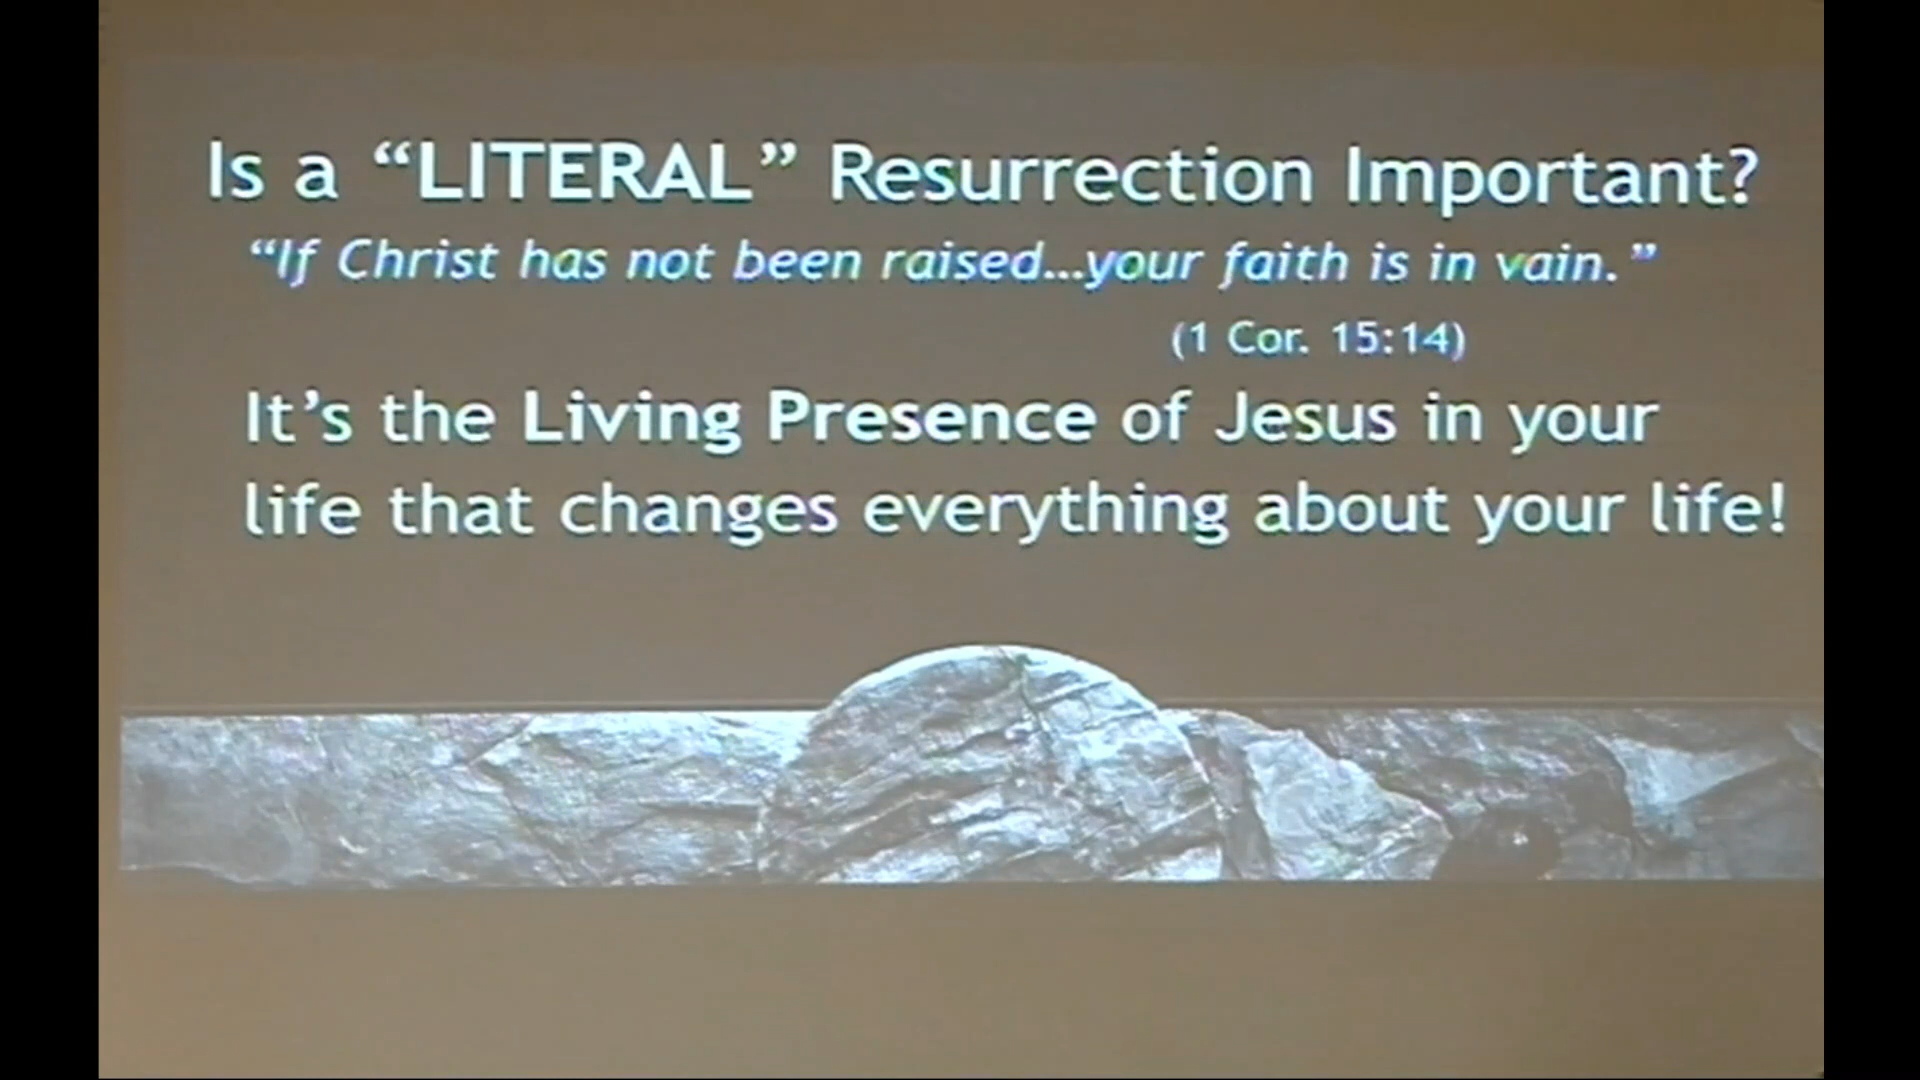 Is a “LITERAL” Resurrection Important?
“If Christ has not been raised...your faith is in vain.”
(1 Cor. 15:14)
It’s the Living Presence of Jesus in your
life that changes everything about your life!